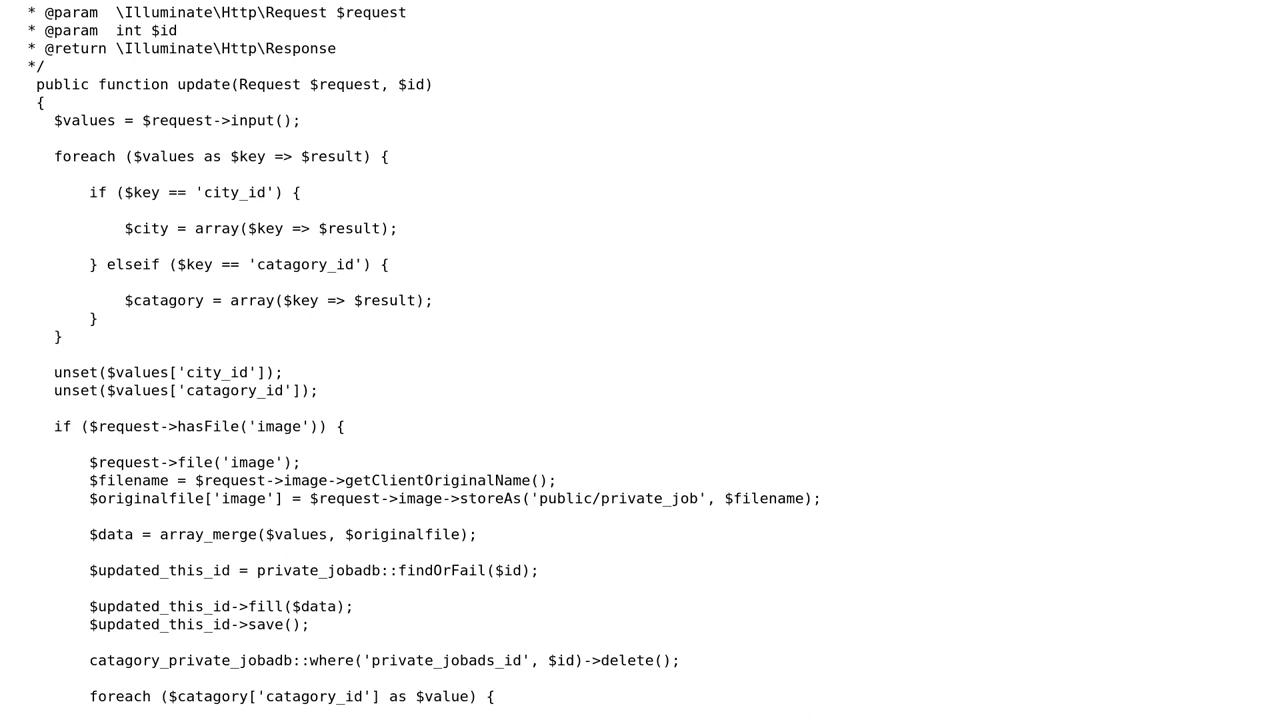 * @param  \Illuminate\Http\Request $request
* @param  int $id
* @return \Illuminate\Http\Response
*/
public function update(Request $request, $id)
{
$values = $request->input();
foreach ($values as $key => $result) {
if ($key == 'city_id') {
$city = array($key => $result);
} elseif ($key == 'catagory_id') {
$catagory = array($key => $result);
}
}
unset($values['city_id']);
unset($values['catagory_id']);
if ($request->hasFile('image')) {
$request->file('image');
$filename = $request->image->getClientOriginalName();
$originalfile['image'] = $request->image->storeAs('public/private_job', $filename);
$data = array_merge($values, $originalfile);
$updated_this_id = private_jobadb::findOrFail($id);
$updated_this_id->fill($data);
$updated_this_id->save();
catagory_private_jobadb::where('private_jobads_id', $id)->delete();
foreach ($catagory['catagory_id'] as $value) {